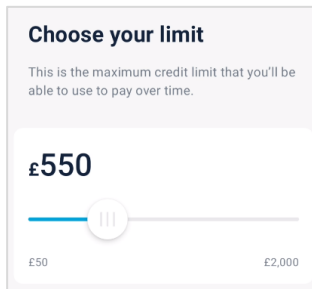 Choose your limit
This is the maximum credit limit that you'll be
able to use to pay over time.
£550
£50 £2,000